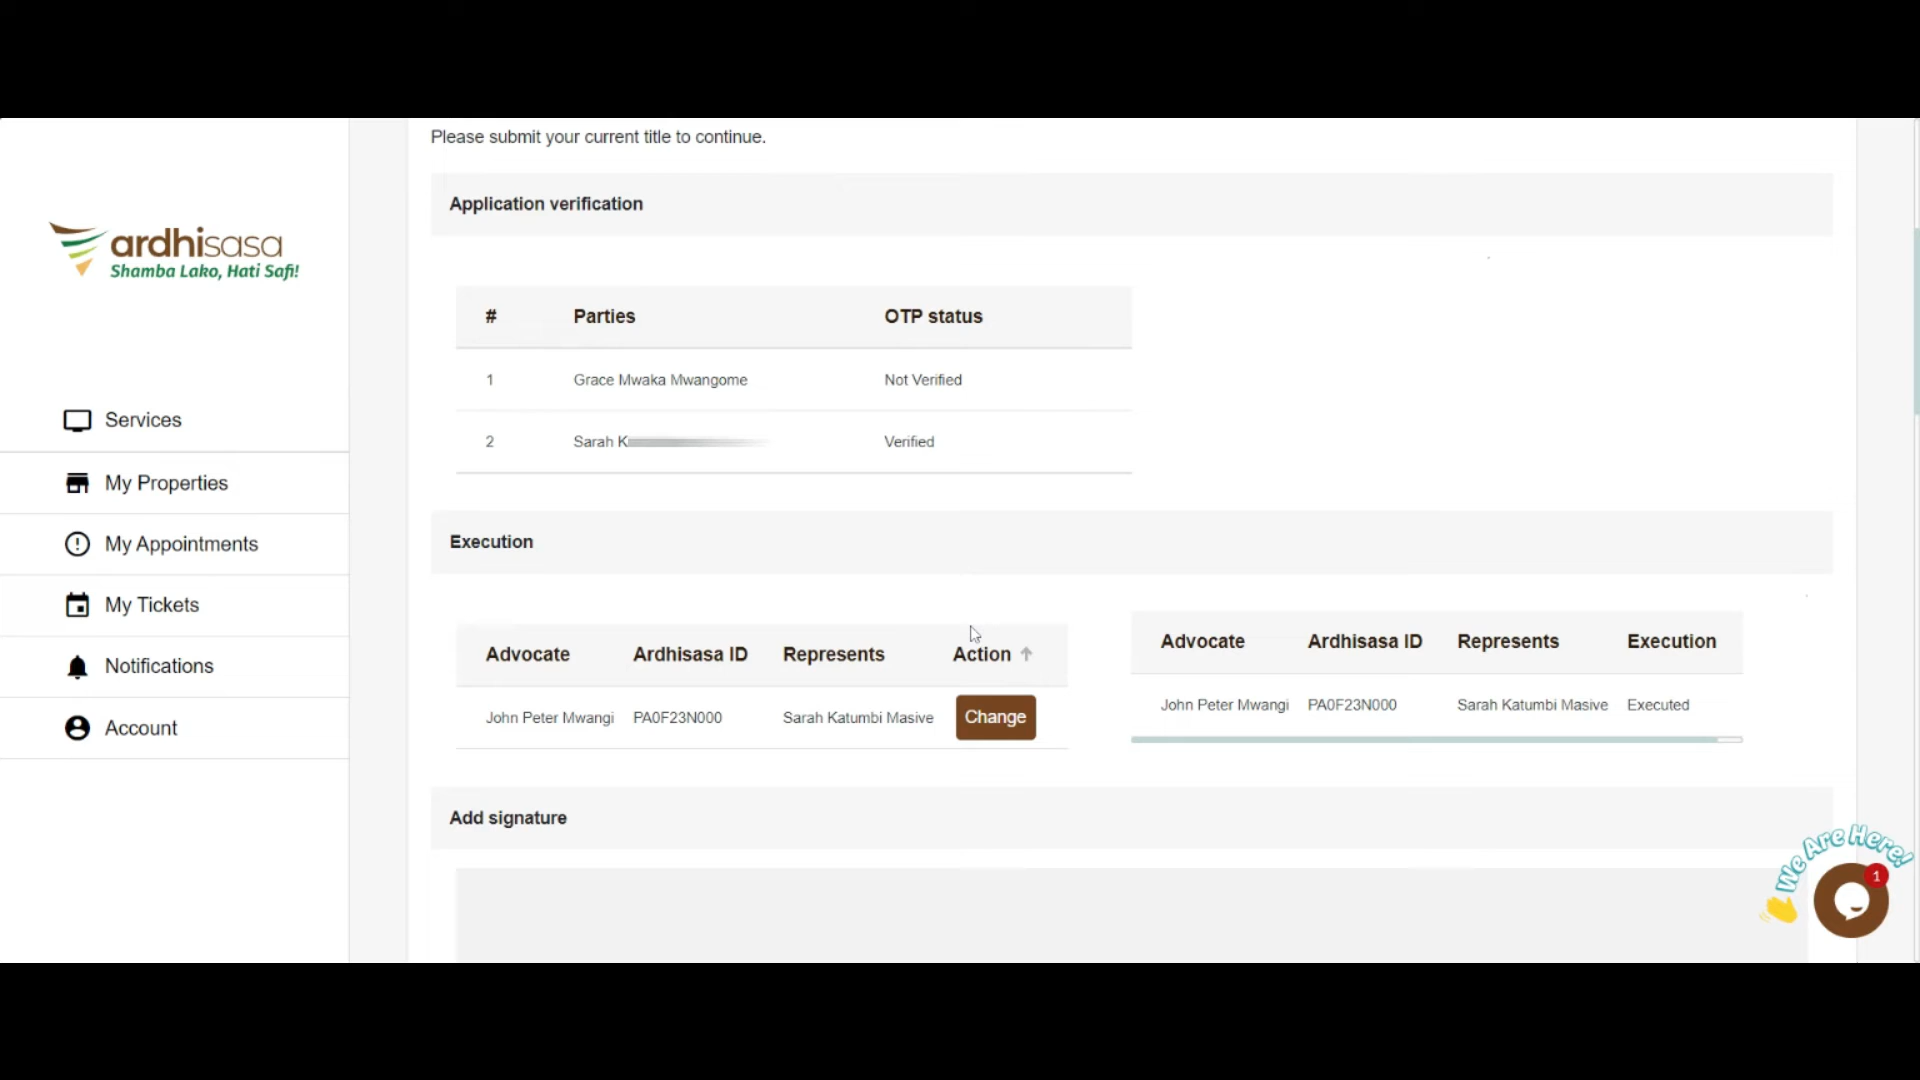 Please submit your current title to continue.
ardhisasa
Shamba Lako, Hati Safi!
Services
My Properties
My Appointments
My Tickets
Notifications
Account
Application verification
# Parties OTP status
1 Grace Mwaka Mwangome Not Verified
2 Sarah K Verified
Execution
Advocate Ardhisasa ID Represents Action
John Peter Mwangi PA0F23N000 Sarah Katumbi Masive Change
Advocate Ardhisasa ID Represents Execution
John Peter Mwangi PA0F23N000 Sarah Katumbi Masive Executed
Add signature
We Are Here!
1